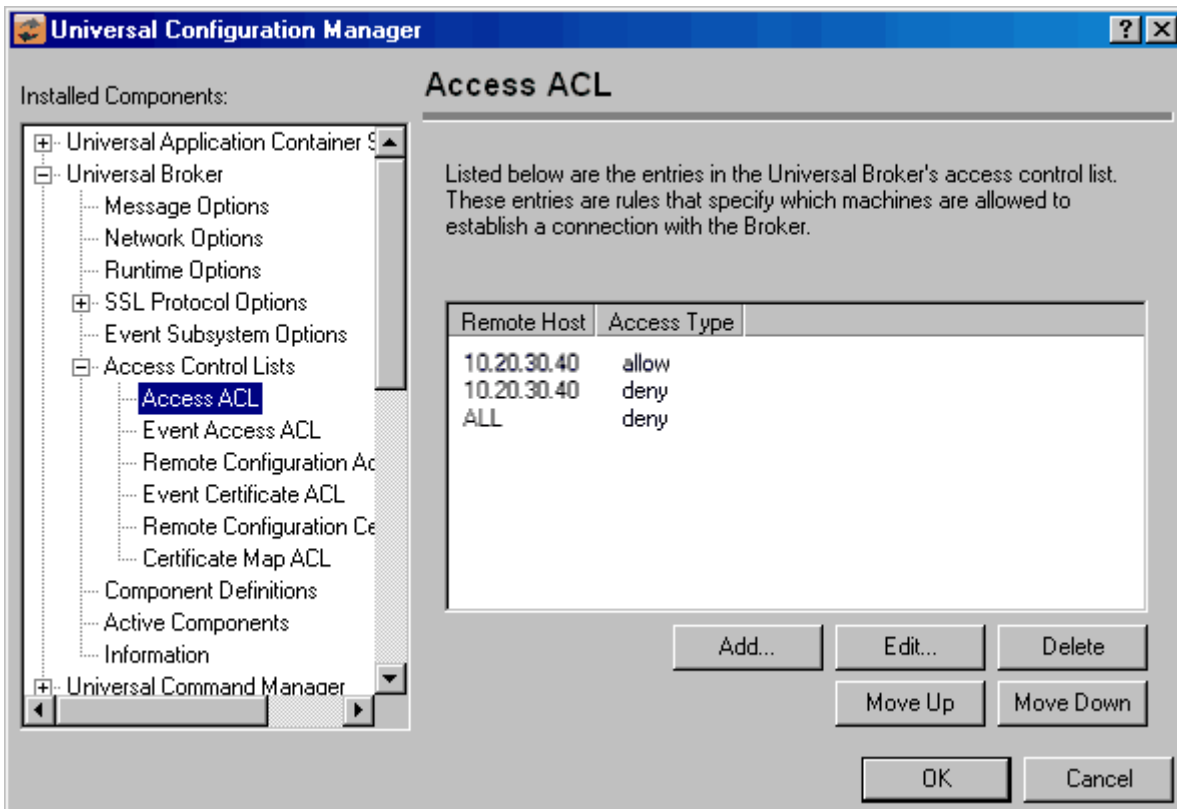 Universal Configuration Manager
Installed Components:
Universal Application Container S
Universal Broker
Message Options
Network Options
Runtime Options
SSL Protocol Options
Event Subsystem Options
Access Control Lists
Access ACL
Event Access ACL
Remote Configuration Ac
Event Certificate ACL
Remote Configuration Ce
Certificate Map ACL
Component Definitions
Active Components
Information
Universal Command Manager
Access ACL
Listed below are the entries in the Universal Broker's access control list.
These entries are rules that specify which machines are allowed to
establish a connection with the Broker.
Remote Host Access Type
10.20.30.40 allow
10.20.30.40 deny
ALL deny
Add... Edit... Delete
Move Up Move Down
OK Cancel